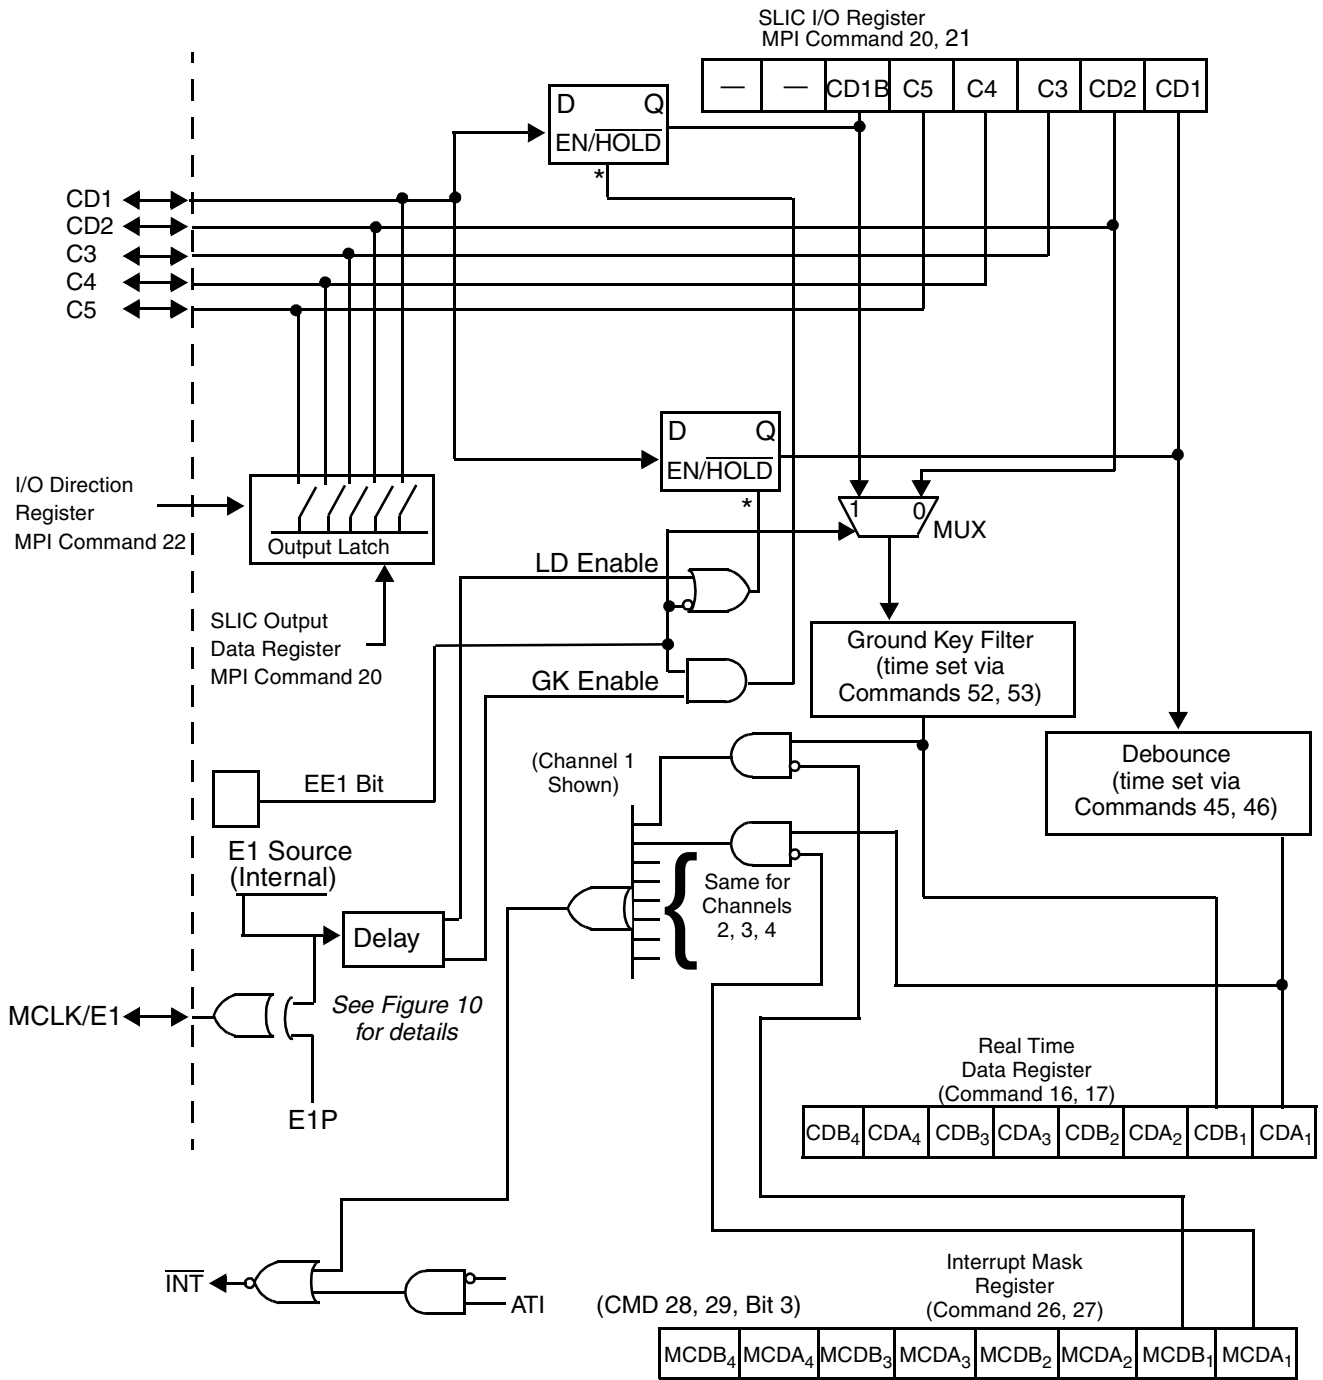 SLIC I/O Register
MPI Command 20, 21
— — CD1B C5 C4 C3 CD2 CD1
D Q
EN/HOLD
*
CD1
CD2
C3
C4
C5
D Q
EN/HOLD
*
I/O Direction
Register
MPI Command 22
Output Latch
1 0
MUX
LD Enable
SLIC Output
Data Register
MPI Command 20
GK Enable
Ground Key Filter
(time set via
Commands 52, 53)
(Channel 1
Shown)
Debounce
(time set via
Commands 45, 46)
EE1 Bit
E1 Source
(Internal)
Delay
{
Same for
Channels
2, 3, 4
MCLK/E1
See Figure 10
for details
E1P
Real Time
Data Register
(Command 16, 17)
CDB4 CDA4 CDB3 CDA3 CDB2 CDA2 CDB1 CDA1
INT
ATI
(CMD 28, 29, Bit 3)
Interrupt Mask
Register
(Command 26, 27)
MCDB4 MCDA4 MCDB3 MCDA3 MCDB2 MCDA2 MCDB1 MCDA1